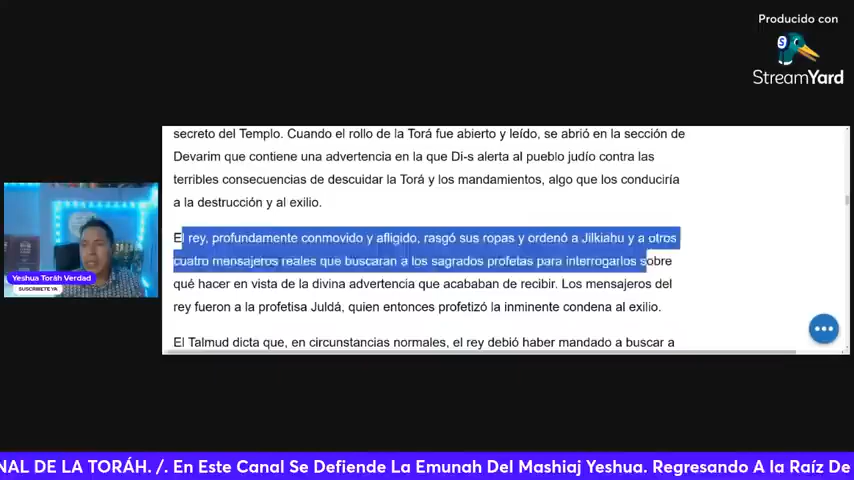 Producido con
StreamYard
secreto del Templo. Cuando el rollo de la Torá fue abierto y leído, se abrió en la sección de
Devarim que contiene una advertencia en la que Di-s alerta al pueblo judío contra las
terribles consecuencias de descuidar la Torá y los mandamientos, algo que los conduciría
a la destrucción y al exilio.
El rey, profundamente conmovido y afligido, rasgó sus ropas y ordenó a Jilkiahu y a otros
cuatro mensajeros reales que buscaran a los sagrados profetas para interrogarlos sobre
qué hacer en vista de la divina advertencia que acababan de recibir. Los mensajeros del
rey fueron a la profetisa Juldá, quien entonces profetizó la inminente condena al exilio.
El Talmud dicta que, en circunstancias normales, el rey debió haber mandado a buscar a
Yeshua Toráh Verdad
SUSCRIBETE YA
NAL DE LA TORÁH. /. En Este Canal Se Defiende La Emunah Del Mashiaj Yeshua. Regresando A la Raíz De